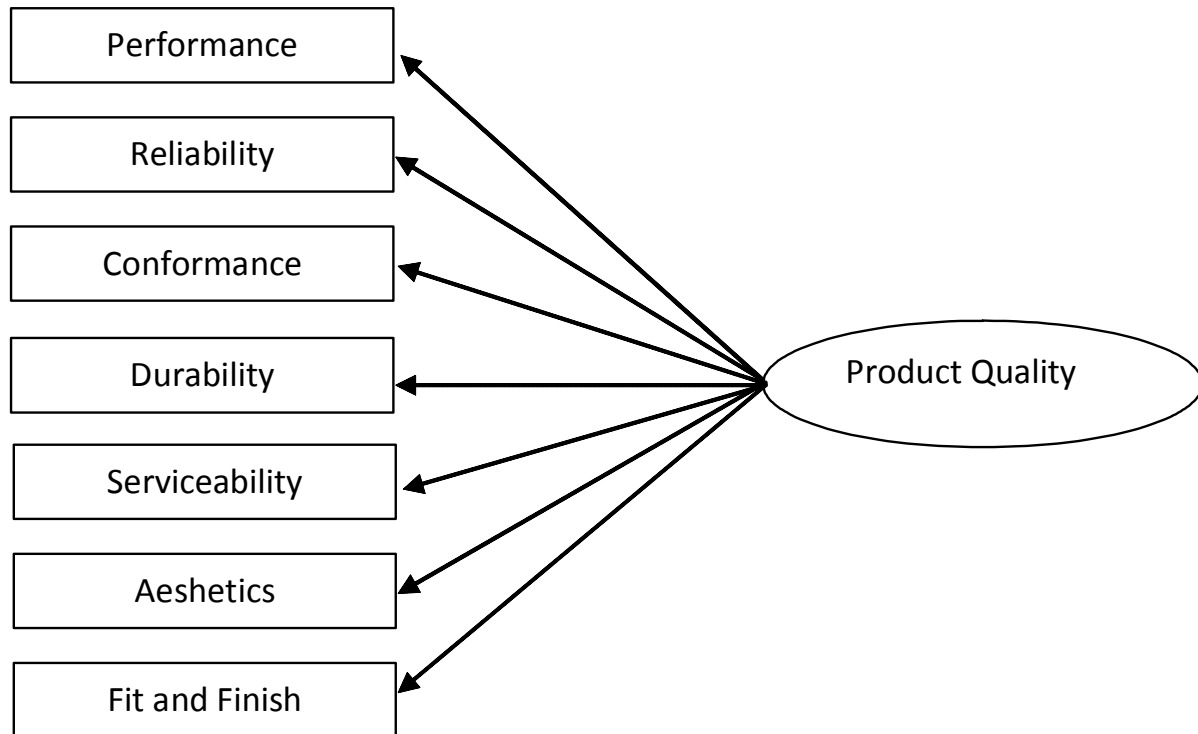 Performance
Reliability
Conformance
Durability
Product Quality
Serviceability
Aeshetics
Fit and Finish